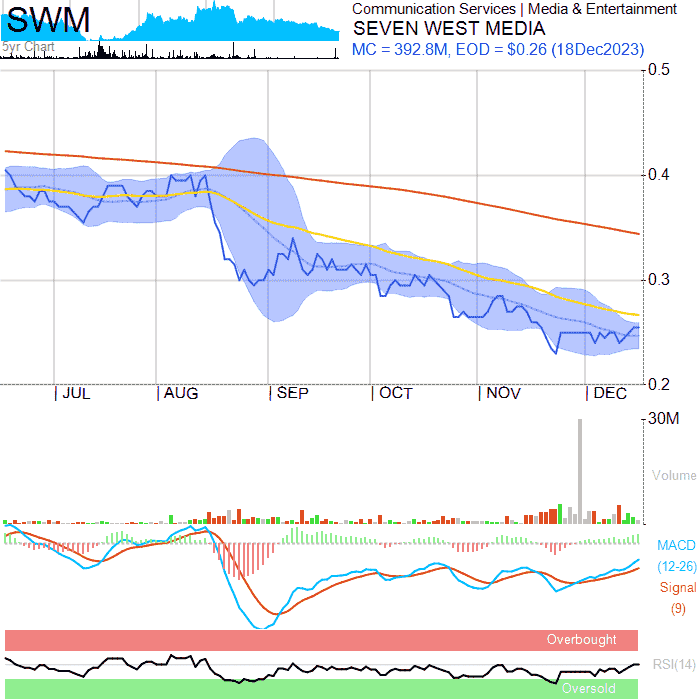 SWM
5yr Chart
Communication Services | Media & Entertainment
SEVEN WEST MEDIA
MC = 392.8M, EOD = $0.26 (18Dec2023)
0.5
0.4
0.3
0.2
JUL AUG SEP OCT NOV DEC
30M
Volume
MACD
(12-26)
Signal
(9)
Overbought
RSI(14)
Oversold